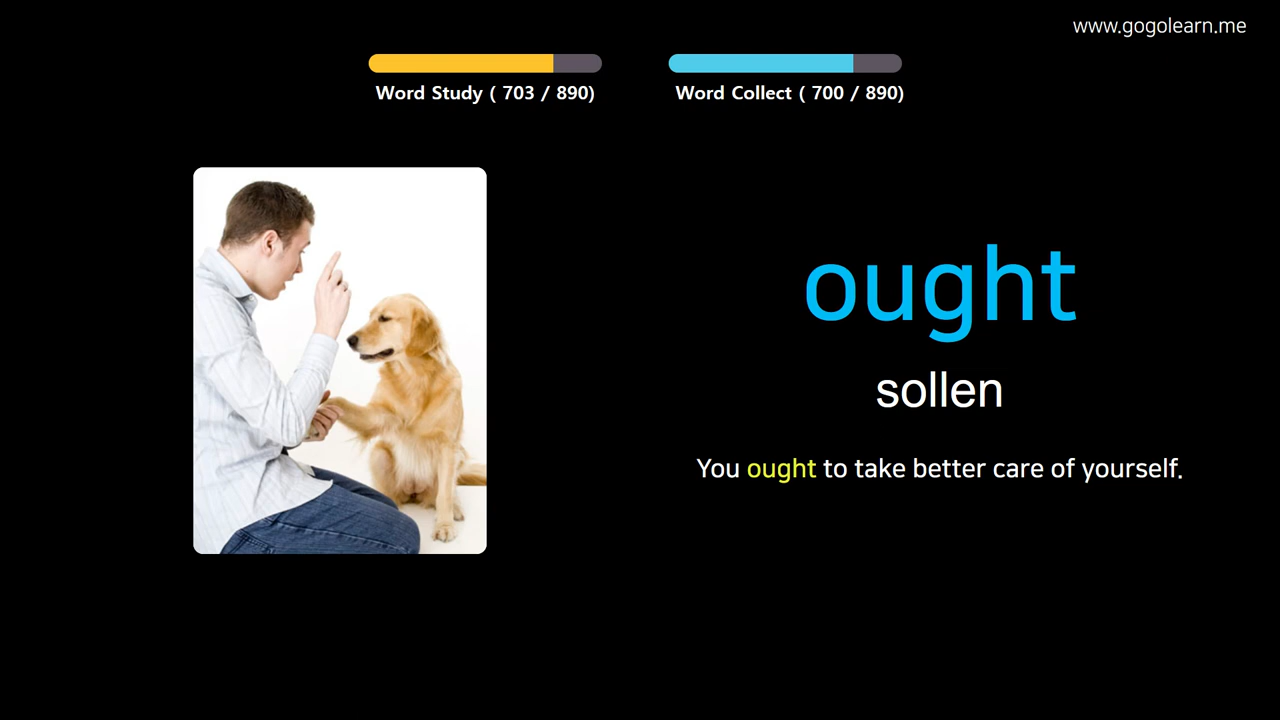 www.gogolearn.me
Word Study ( 703 / 890)
Word Collect ( 700 / 890)
ought
sollen
You ought to take better care of yourself.